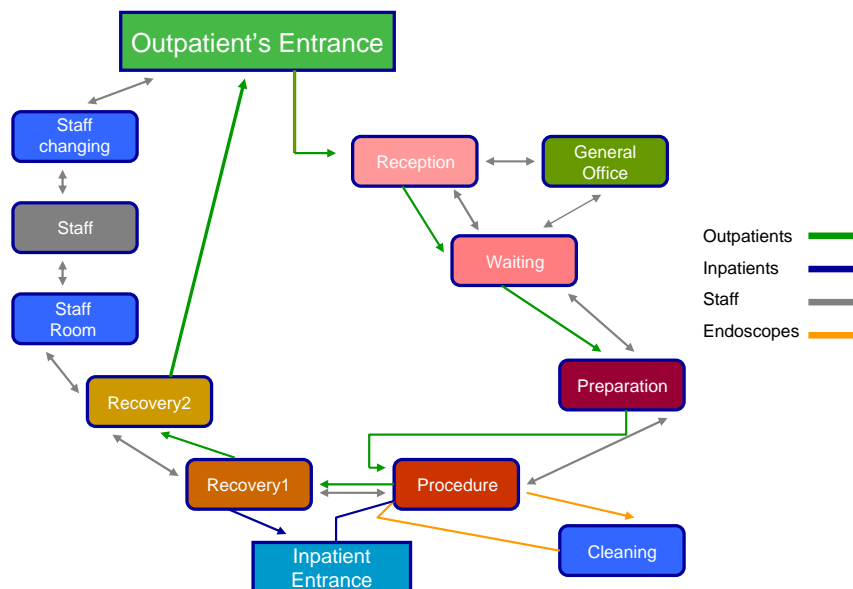 Outpatient's Entrance
Staff
changing
Reception
General
Office
Staff
Waiting
Outpatients
Inpatients
Staff
Endoscopes
Staff
Room
Preparation
Recovery2
Recovery1
Procedure
Cleaning
Inpatient
Entrance